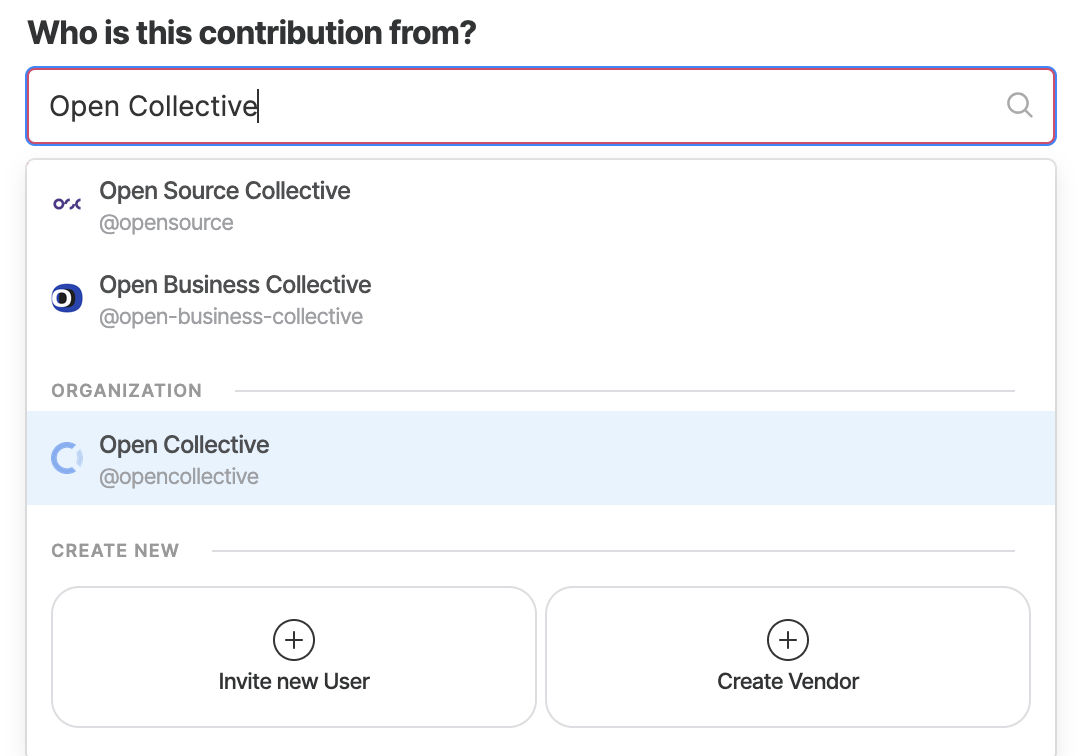 Who is this contribution from?
Open Collective
Open Source Collective
@opensource
Open Business Collective
@open-business-collective
ORGANIZATION
Open Collective
@opencollective
CREATE NEW
Invite new User
Create Vendor